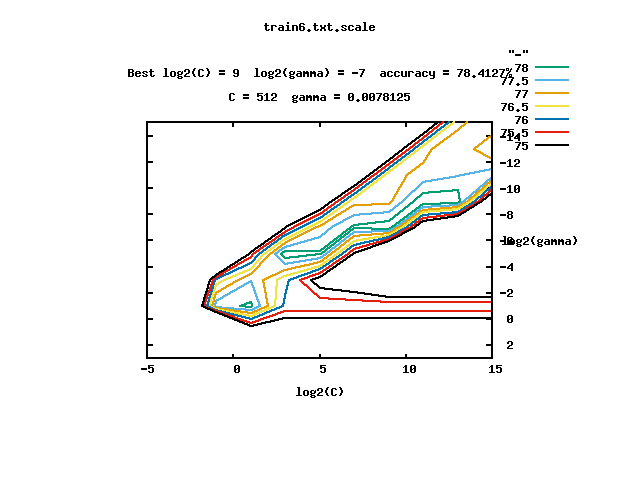 train6.txt.scale
"-"
Best log2(C) = 9  log2(gamma) = -7  accuracy = 78.4127%
78
77.5
77
76.5
76
75.5
75
C = 512  gamma = 0.0078125
-14
-12
-10
-8
-6
log2(gamma)
-4
-2
0
2
-5 0 5 10 15
log2(C)